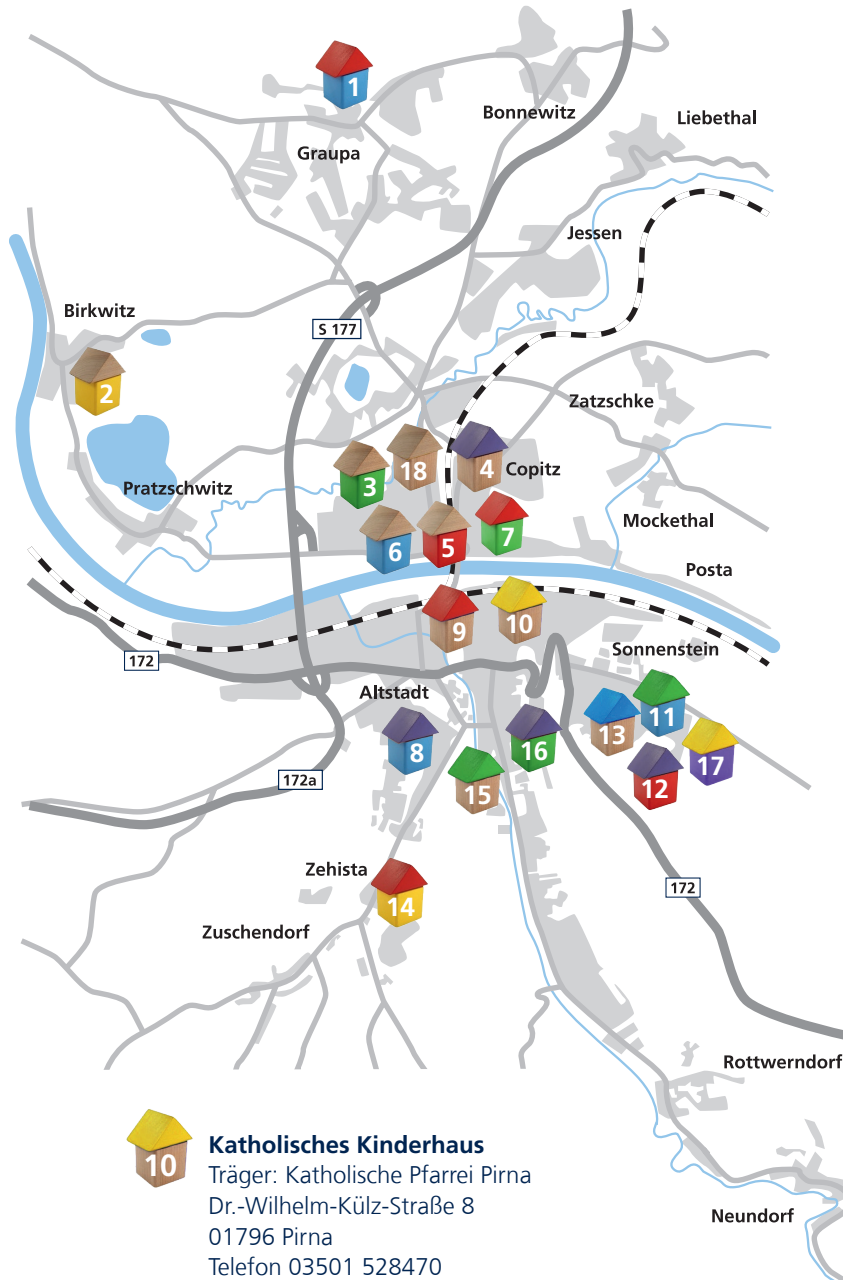 1
Bonnewitz
Liebethal
Graupa
Jessen
Birkwitz
S 177
2
Zatzschke
18
4
3
Copitz
Pratzschwitz
7
Mockethal
6
5
Posta
9
10
Sonnenstein
172
Altstadt
11
13
8
16
17
172a
15
12
Zehista
172
14
Zuschendorf
Rottwerndorf
10
Katholisches Kinderhaus
Träger: Katholische Pfarrei Pirna
Dr.-Wilhelm-Külz-Straße 8
01796 Pirna
Telefon 03501 528470
Neundorf